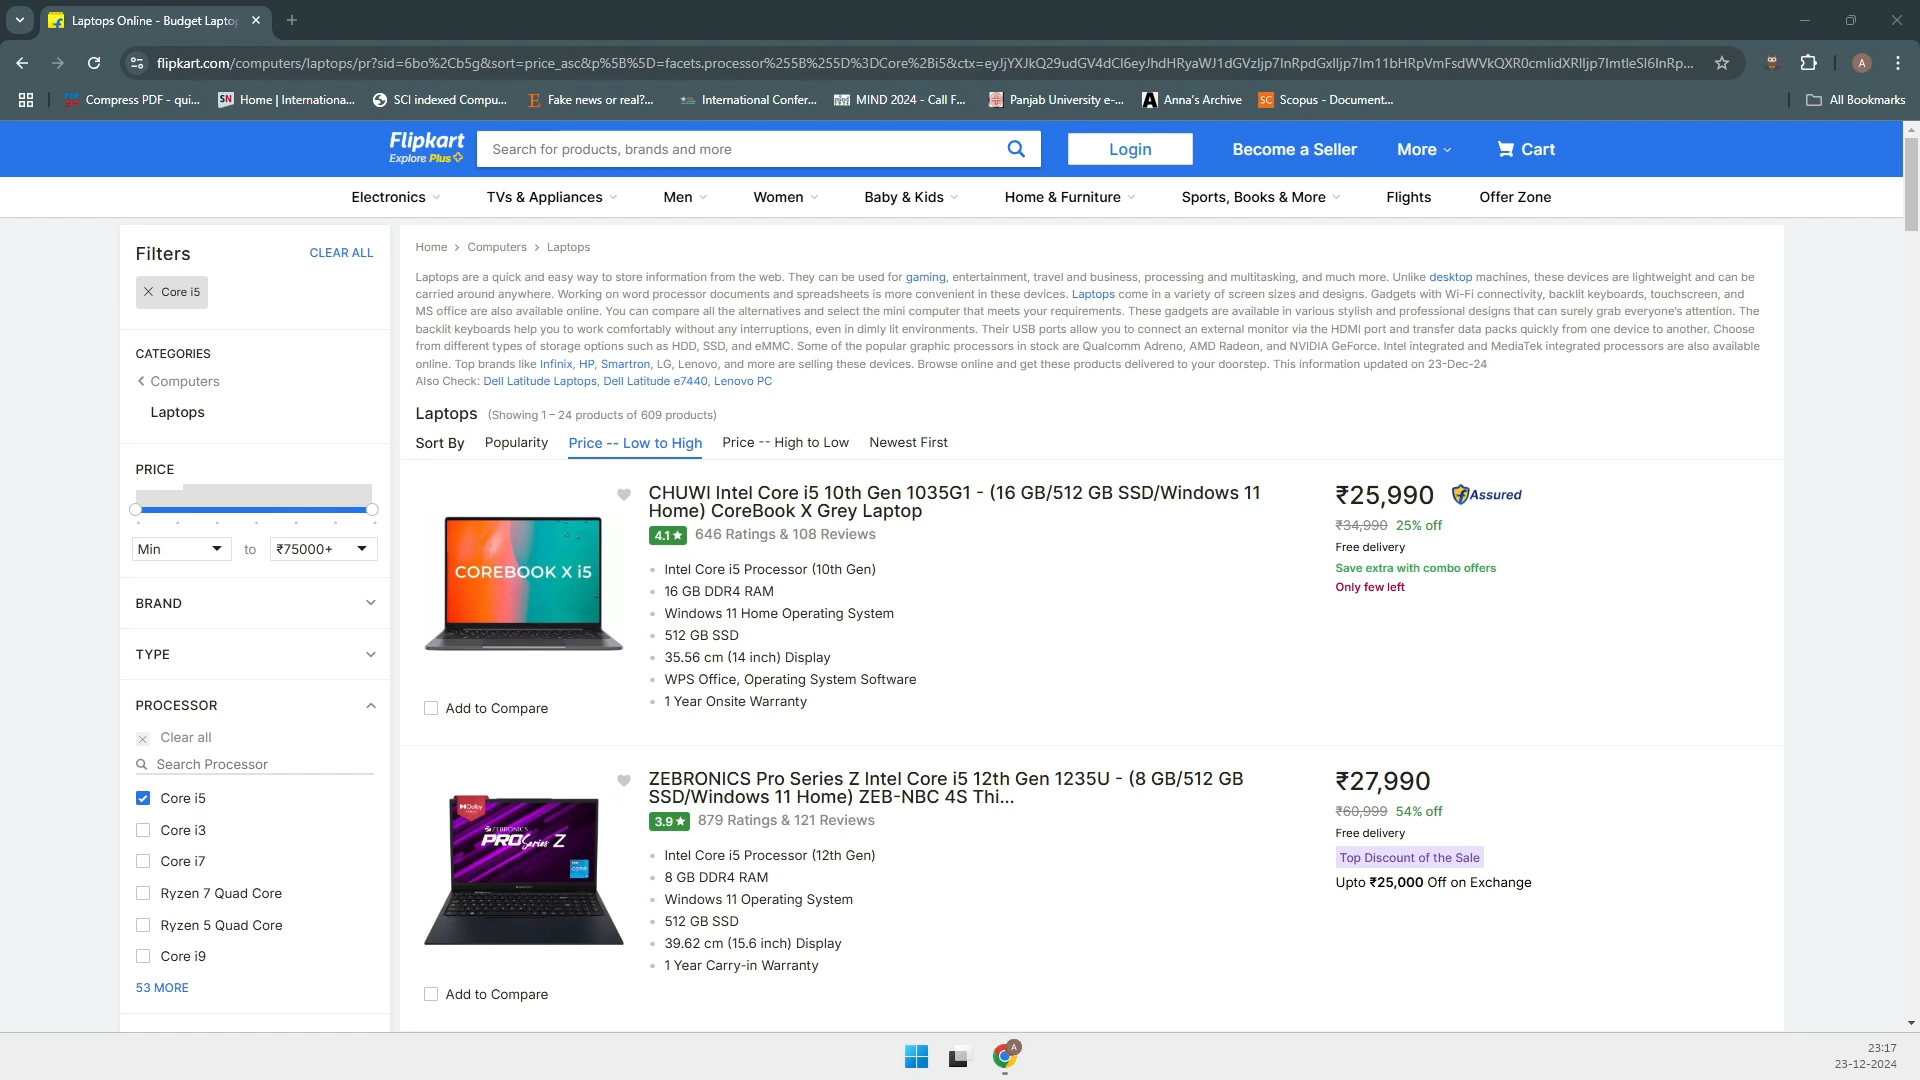 Laptops Online - Budget Lapto
flipkart.com/computers/laptops/pr?sid=6bo%2Cb5g&sort=price_asc&p%5B%5D=facets.processor%255B%255D%3DCore%2Bi5&ctx=
Compress PDF - qui...
SN Home | Internationa...
SCI indexed Compu...
E Fake news or real?...
International Confer...
MIND 2024 - Call F...
Panjab University e-...
A Anna's Archive
SC Scopus - Document...
All Bookmarks
A
Flipkart
Explore Plus
Search for products, brands and more
Login
Become a Seller
More
Cart
Electronics
TVs & Appliances
Men
Women
Baby & Kids
Home & Furniture
Sports, Books & More
Flights
Offer Zone
Filters
CLEAR ALL
Core i5
CATEGORIES
Computers
Laptops
PRICE
Min
to
₹75000+
BRAND
TYPE
PROCESSOR
Clear all
Search Processor
Core i5
Core i3
Core i7
Ryzen 7 Quad Core
Ryzen 5 Quad Core
Core i9
53 MORE
Home > Computers > Laptops
Laptops are a quick and easy way to store information from the web. They can be used for gaming, entertainment, travel and business, processing and multitasking, and much more. Unlike desktop machines, these devices are lightweight and can be
carried around anywhere. Working on word processor documents and spreadsheets is more convenient in these devices. Laptops come in a variety of screen sizes and designs. Gadgets with Wi-Fi connectivity, backlit keyboards, touchscreen, and
MS office are also available online. You can compare all the alternatives and select the mini computer that meets your requirements. These gadgets are available in various stylish and professional designs that can surely grab everyone's attention. The
backlit keyboards help you to work comfortably without any interruptions, even in dimly lit environments. Their USB ports allow you to connect an external monitor via the HDMI port and transfer data packs quickly from one device to another. Choose
from different types of storage options such as HDD, SSD, and eMMC. Some of the popular graphic processors in stock are Qualcomm Adreno, AMD Radeon, and NVIDIA GeForce. Intel integrated and MediaTek integrated processors are also available
online. Top brands like Infinix, HP, Smartron, LG, Lenovo, and more are selling these devices. Browse online and get these products delivered to your doorstep. This information updated on 23-Dec-24
Also Check: Dell Latitude Laptops, Dell Latitude e7440, Lenovo PC
Laptops (Showing 1 – 24 products of 609 products)
Sort By
Popularity
Price -- Low to High
Price -- High to Low
Newest First
COREBOOK X i5
Add to Compare
CHUWI Intel Core i5 10th Gen 1035G1 - (16 GB/512 GB SSD/Windows 11
Home) CoreBook X Grey Laptop
4.1★ 646 Ratings & 108 Reviews
Intel Core i5 Processor (10th Gen)
16 GB DDR4 RAM
Windows 11 Home Operating System
512 GB SSD
35.56 cm (14 inch) Display
WPS Office, Operating System Software
1 Year Onsite Warranty
₹25,990
Assured
₹34,990 25% off
Free delivery
Save extra with combo offers
Only few left
Dolby
ZEBRONICS
PRO Series Z
Add to Compare
ZEBRONICS Pro Series Z Intel Core i5 12th Gen 1235U - (8 GB/512 GB
SSD/Windows 11 Home) ZEB-NBC 4S Thi...
3.9★ 879 Ratings & 121 Reviews
Intel Core i5 Processor (12th Gen)
8 GB DDR4 RAM
Windows 11 Operating System
512 GB SSD
39.62 cm (15.6 inch) Display
1 Year Carry-in Warranty
₹27,990
₹60,999 54% off
Free delivery
Top Discount of the Sale
Upto ₹25,000 Off on Exchange
A
23:17
23-12-2024